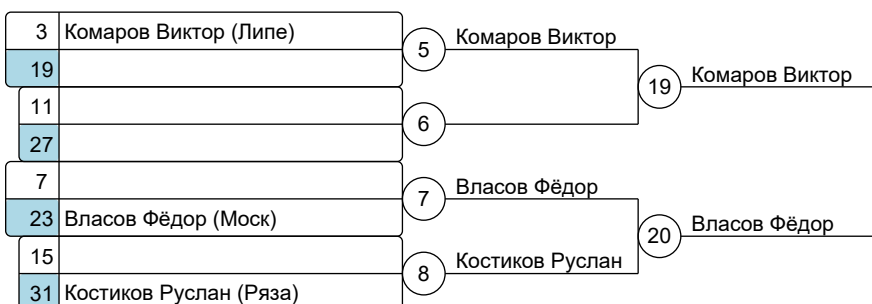 3 Комаров Виктор (Липе)
5 Комаров Виктор
19
19 Комаров Виктор
11
6
27
7
7 Власов Фёдор
23 Власов Фёдор (Моск)
20 Власов Фёдор
15
8 Костиков Руслан
31 Костиков Руслан (Ряза)